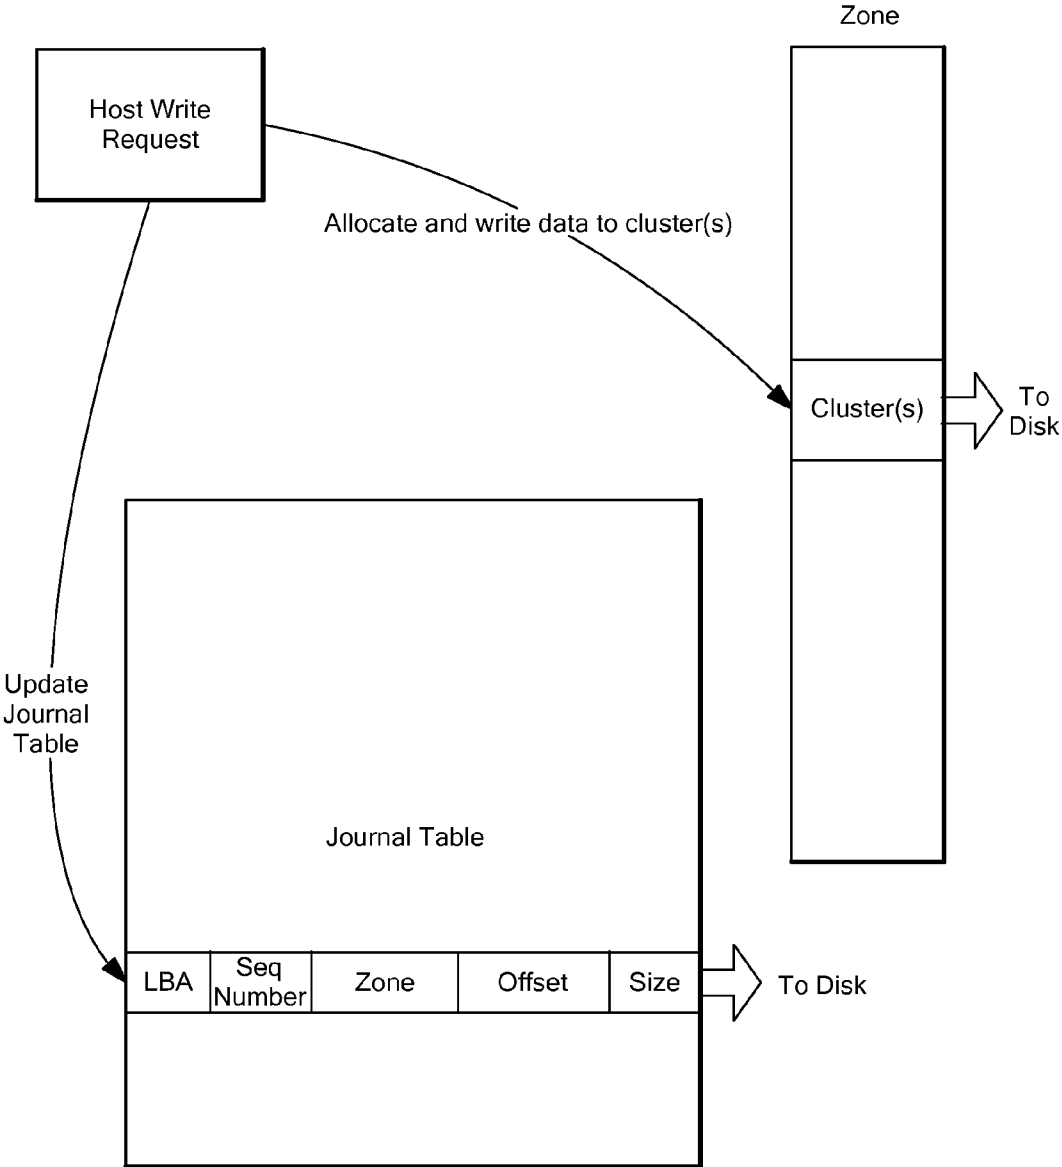 Zone
Host Write
Request
Allocate and write data to cluster(s)
Cluster(s)
To
Disk
Update
Journal
Table
Journal Table
LBA
Seq
Number
Zone
Offset
Size
To Disk